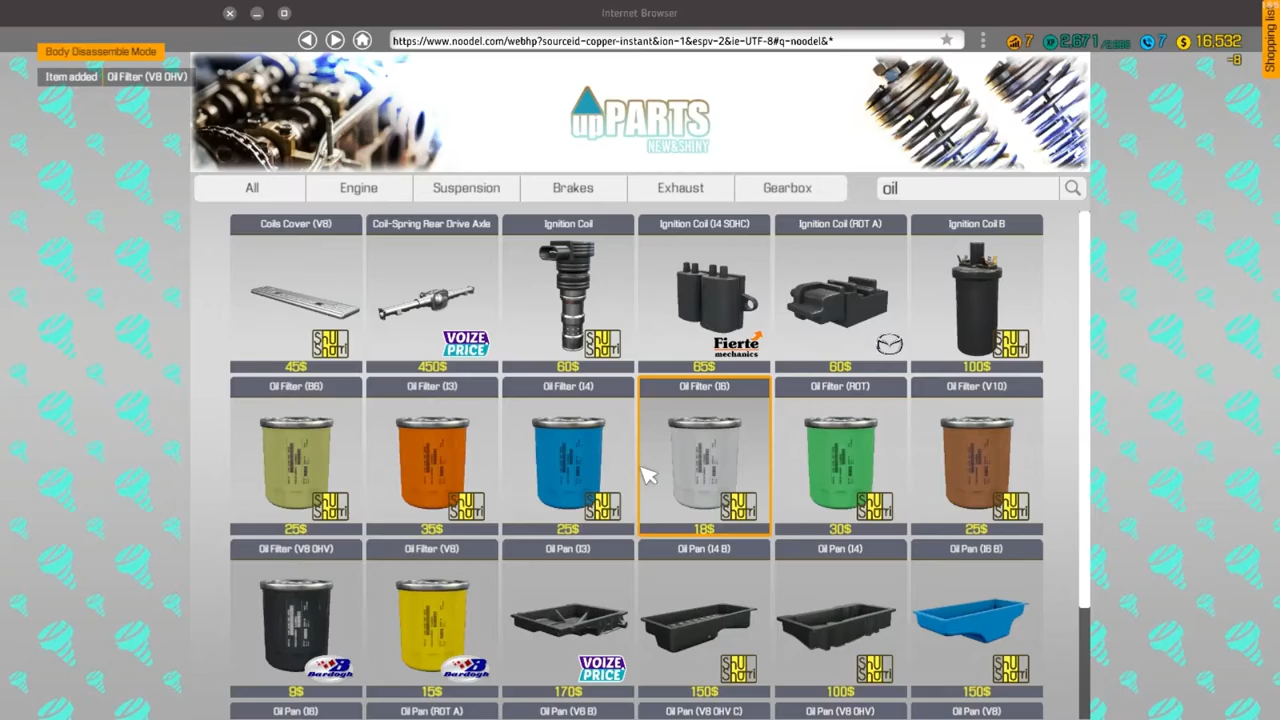 Internet Browser
https://www.noodel.com/webhp?sourceid-copper-instant&ion-1&espv-2&ie-UTF-8#q-noodel&*
7
2,671
7
$ 16,532
-8
Shopping list
Body Disassemble Mode
Item added Oil Filter (V8 OHV)
upPARTS
NEW&SHINY
All Engine Suspension Brakes Exhaust Gearbox oil
Coils Cover (V8) Coil-Spring Rear Drive Axle Ignition Coil Ignition Coil (I4 SOHC) Ignition Coil (ROT A) Ignition Coil B
VOIZE PRICE
Fierte mechanics
45$ 450$ 60$ 65$ 60$ 100$
Oil Filter (B6) Oil Filter (I3) Oil Filter (I4) Oil Filter (I6) Oil Filter (ROT) Oil Filter (V10)
25$ 35$ 25$ 18$ 30$ 25$
Oil Filter (V8 OHV) Oil Filter (V8) Oil Pan (I3) Oil Pan (I4 B) Oil Pan (I4) Oil Pan (I6 B)
Bardogh Bardogh VOIZE PRICE
9$ 15$ 170$ 150$ 100$ 150$
Oil Pan (I6) Oil Pan (ROT A) Oil Pan (V6 B) Oil Pan (V8 OHV C) Oil Pan (V8 OHV) Oil Pan (V8)